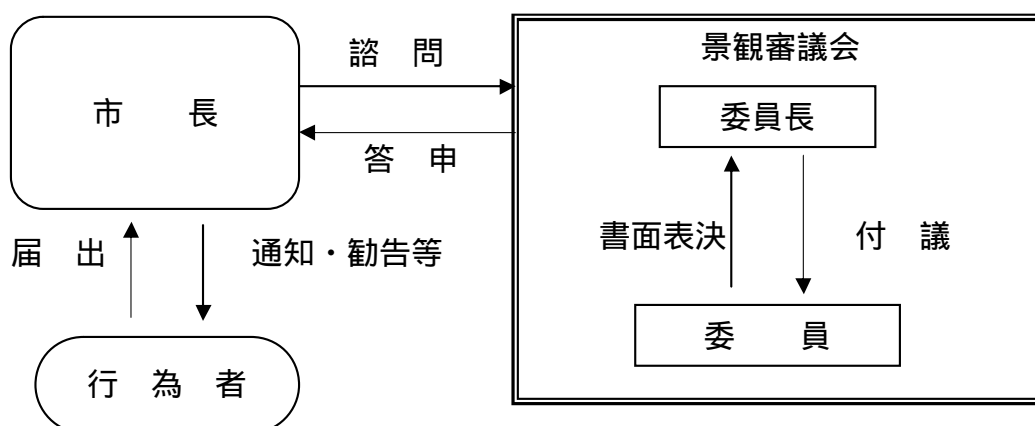 諮　問
景観審議会
市　　長
委員長
答　申
届　出
通知・勧告等
書面表決
付　議
行　為　者
委　　員